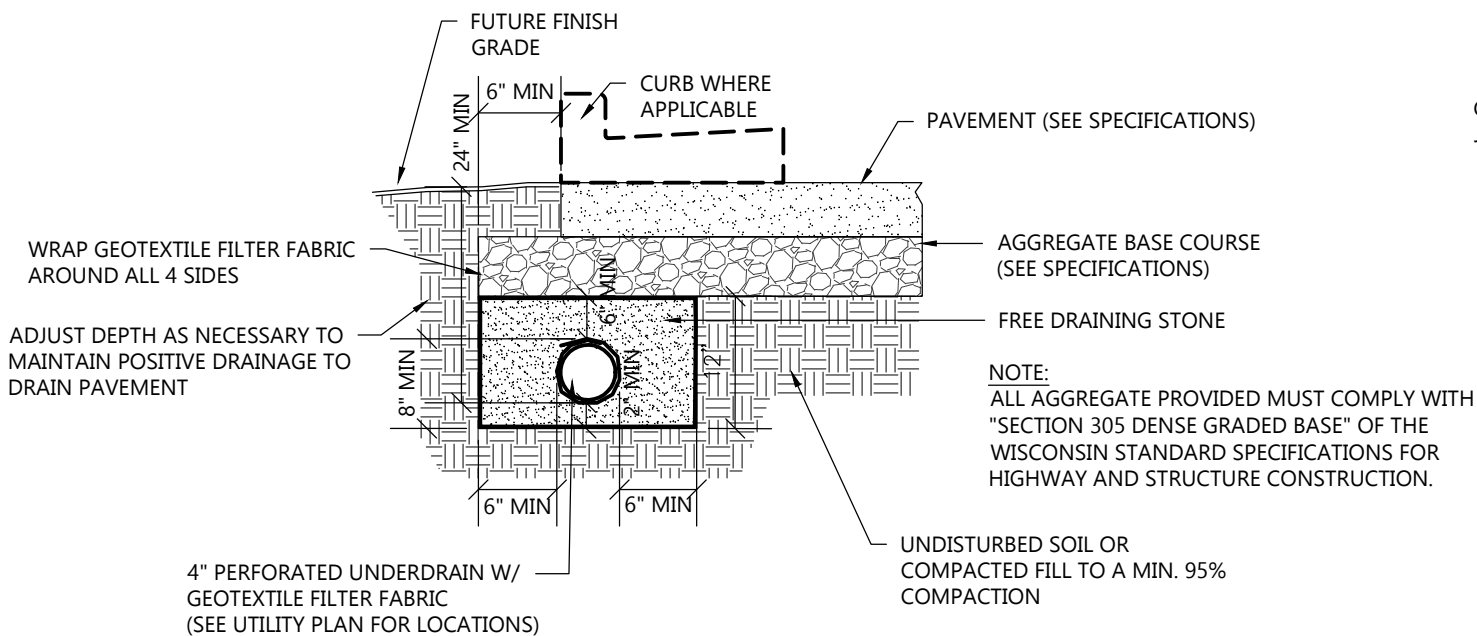 FUTURE FINISH
GRADE
6" MIN
24" MIN
CURB WHERE
APPLICABLE
PAVEMENT (SEE SPECIFICATIONS)
WRAP GEOTEXTILE FILTER FABRIC
AROUND ALL 4 SIDES
AGGREGATE BASE COURSE
(SEE SPECIFICATIONS)
6" MIN
FREE DRAINING STONE
ADJUST DEPTH AS NECESSARY TO
MAINTAIN POSITIVE DRAINAGE TO
DRAIN PAVEMENT
8" MIN
2" MIN
12"
NOTE:
ALL AGGREGATE PROVIDED MUST COMPLY WITH
"SECTION 305 DENSE GRADED BASE" OF THE
WISCONSIN STANDARD SPECIFICATIONS FOR
HIGHWAY AND STRUCTURE CONSTRUCTION.
6" MIN
6" MIN
UNDISTURBED SOIL OR
COMPACTED FILL TO A MIN. 95%
COMPACTION
4" PERFORATED UNDERDRAIN W/
GEOTEXTILE FILTER FABRIC
(SEE UTILITY PLAN FOR LOCATIONS)